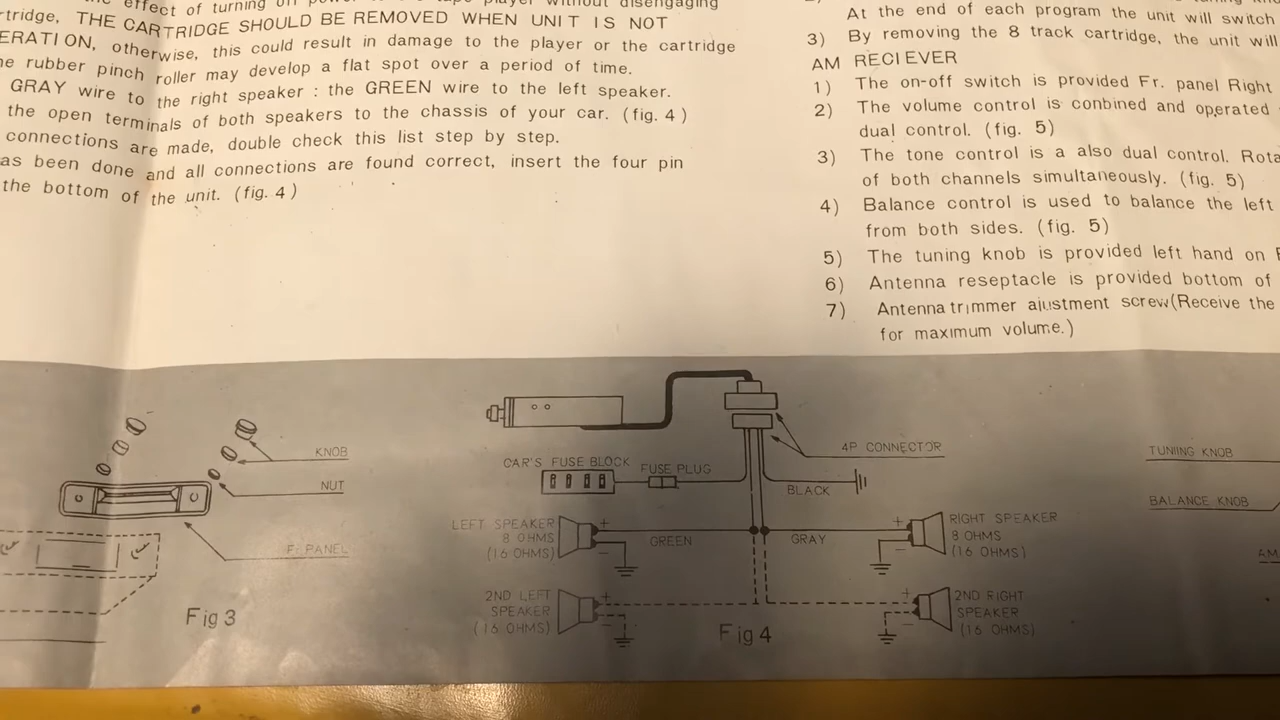 effect of turning
tape player without disengaging
rtridge, THE CARTRIDGE SHOULD BE REMOVED WHEN UNIT IS NOT
ERATION, otherwise, this could result in damage to the player or the cartridge
he rubber pinch roller may develop a flat spot over a period of time.
GRAY wire to the right speaker : the GREEN wire to the left speaker.
the open terminals of both speakers to the chassis of your car. (fig. 4)
connections are made, double check this list step by step.
as been done and all connections are found correct, insert the four pin
the bottom of the unit. (fig. 4)
At the end of each program the unit will switch
3) By removing the 8 track cartridge, the unit will
AM RECIEVER
1) The on-off switch is provided Fr. panel Right
2) The volume control is conbined and operated
dual control. (fig. 5)
3) The tone control is a also dual control. Rota
of both channels simultaneously. (fig. 5)
4) Balance control is used to balance the left
from both sides. (fig. 5)
5) The tuning knob is provided left hand on F
6) Antenna reseptacle is provided bottom of
7) Antenna trimmer ajustment screw(Receive the
for maximum volume.)
KNOB
NUT
F. PANEL
Fig 3
4P CONNECTOR
CAR'S FUSE BLOCK
FUSE PLUG
BLACK
LEFT SPEAKER
8 OHMS
(16 OHMS)
+
−
GREEN
GRAY
+
−
RIGHT SPEAKER
8 OHMS
(16 OHMS)
2ND LEFT
SPEAKER
(16 OHMS)
+
−
Fig 4
+
−
2ND RIGHT
SPEAKER
(16 OHMS)
TUNIING KNOB
BALANCE KNOB
AM